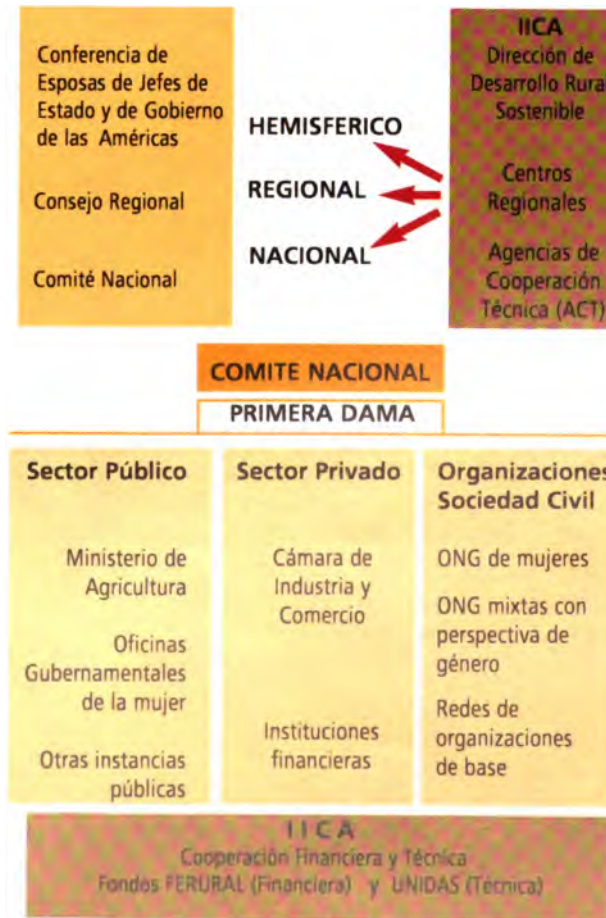 Conferencia de
Esposas de Jefes de
Estado y de Gobierno
de las Américas
Consejo Regional
Comité Nacional
HEMISFERICO
REGIONAL
NACIONAL
IICA
Dirección de
Desarrollo Rural
Sostenible
Centros
Regionales
Agencias de
Cooperación
Técnica (ACT)
COMITE NACIONAL
PRIMERA DAMA
Sector Público
Ministerio de
Agricultura
Oficinas
Gubernamentales
de la mujer
Otras instancias
públicas
Sector Privado
Cámara de
Industria y
Comercio
Instituciones
financieras
Organizaciones
Sociedad Civil
ONG de mujeres
ONG mixtas con
perspectiva de
género
Redes de
organizaciones
de base
IICA
Cooperación Financiera y Técnica
Fondos FERURAL (Financiera) y UNIDAS (Técnica)